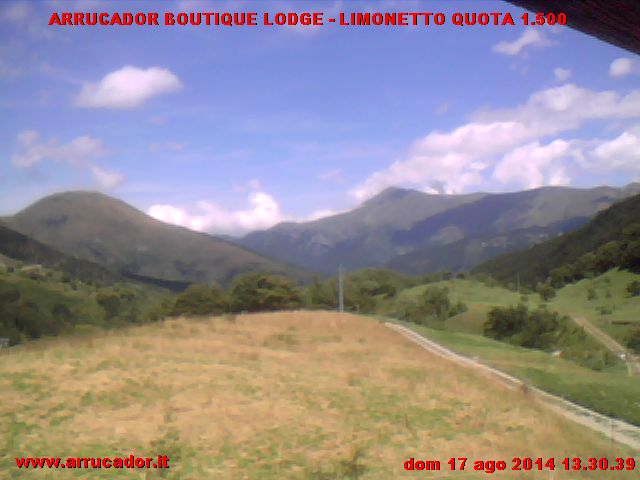 ARRUCADOR BOUTIQUE LODGE - LIMONETTO QUOTA 1.500
www.arrucador.it
dom 17 ago 2014 13.30.39